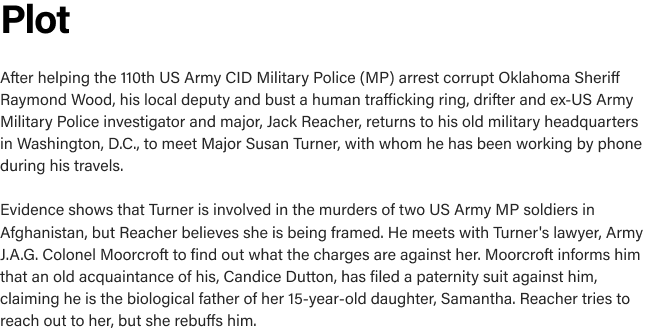 Plot
After helping the 110th US Army CID Military Police (MP) arrest corrupt Oklahoma Sheriff
Raymond Wood, his local deputy and bust a human trafficking ring, drifter and ex-US Army
Military Police investigator and major, Jack Reacher, returns to his old military headquarters
in Washington, D.C., to meet Major Susan Turner, with whom he has been working by phone
during his travels.
Evidence shows that Turner is involved in the murders of two US Army MP soldiers in
Afghanistan, but Reacher believes she is being framed. He meets with Turner's lawyer, Army
J.A.G. Colonel Moorcroft to find out what the charges are against her. Moorcroft informs him
that an old acquaintance of his, Candice Dutton, has filed a paternity suit against him,
claiming he is the biological father of her 15-year-old daughter, Samantha. Reacher tries to
reach out to her, but she rebuffs him.